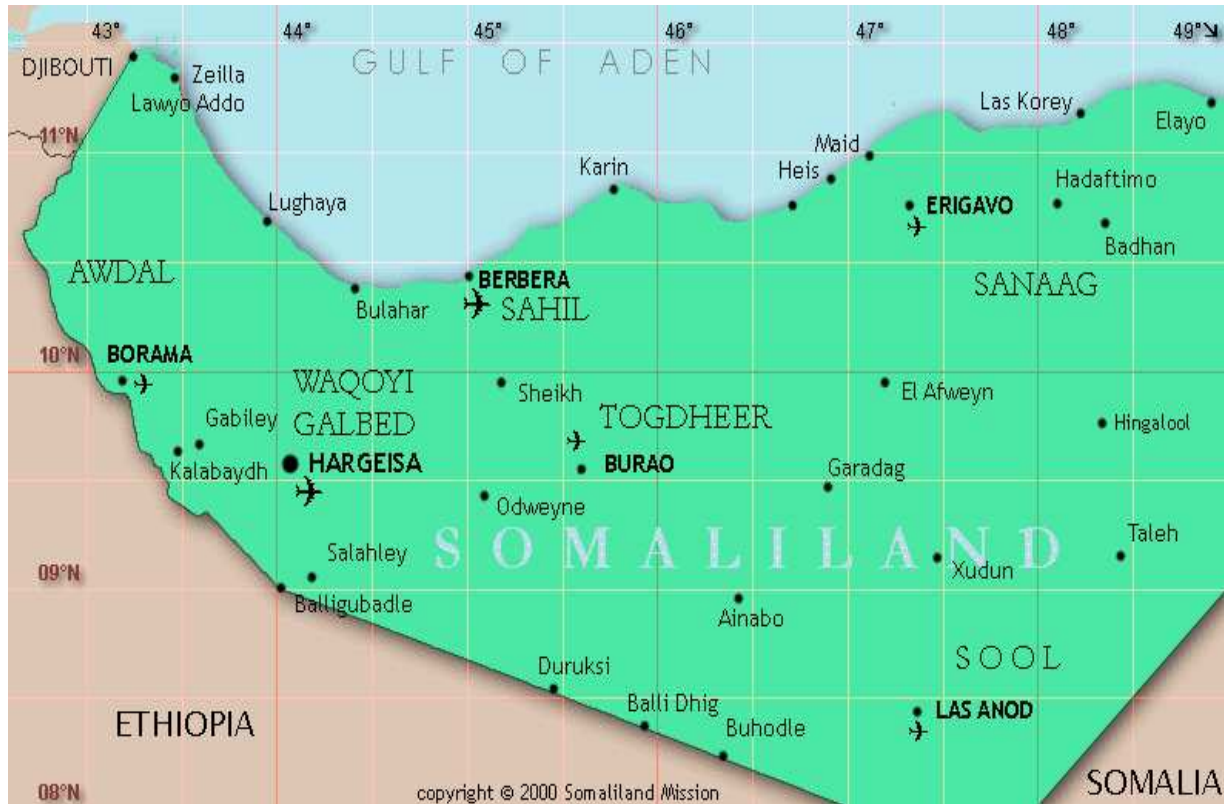 43° 44° 45° 46° 47° 48° 49°
GULF OF ADEN
DJIBOUTI
Zeilla
Lawyo Addo
Las Korey
Elayo
11°N
Maid
Karin
Heis
Hadaftimo
Lughaya
ERIGAVO
Badhan
AWDAL
BERBERA
SANAAG
Bulahar
SAHIL
10°N
BORAMA
WAQOYI
GALBED
Sheikh
El Afweyn
TOGDHEER
Gabiley
Hingalool
Kalabaydh
HARGEISA
BURAO
Garadag
Odweyne
SOMALILAND
Taleh
Salahley
Xudun
09°N
Balligubadle
Ainabo
SOOL
Duruksi
Balli Dhig
LAS ANOD
ETHIOPIA
Buhodle
SOMALIA
08°N
copyright © 2000 Somaliland Mission